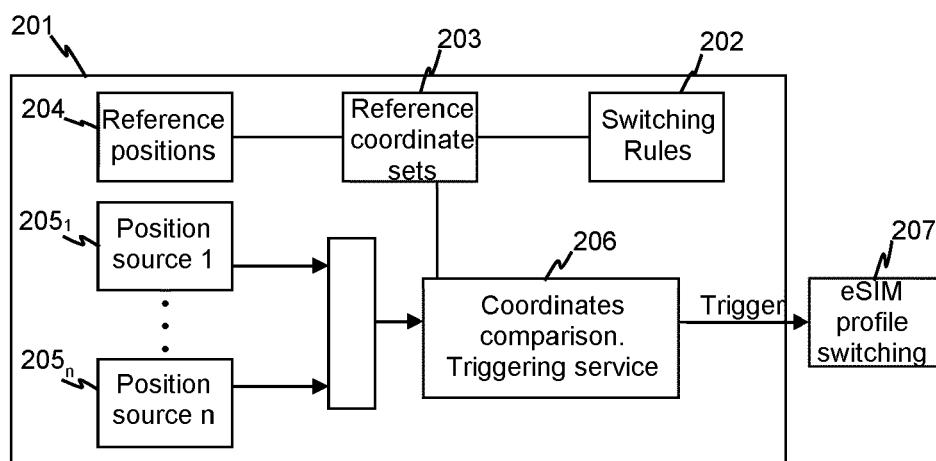 201
203
202
204
Reference
positions
Reference
coordinate
sets
Switching
Rules
205₁
Position
source 1
206
207
Coordinates
comparison.
Triggering service
Trigger
eSIM
profile
switching
205ₙ
Position
source n